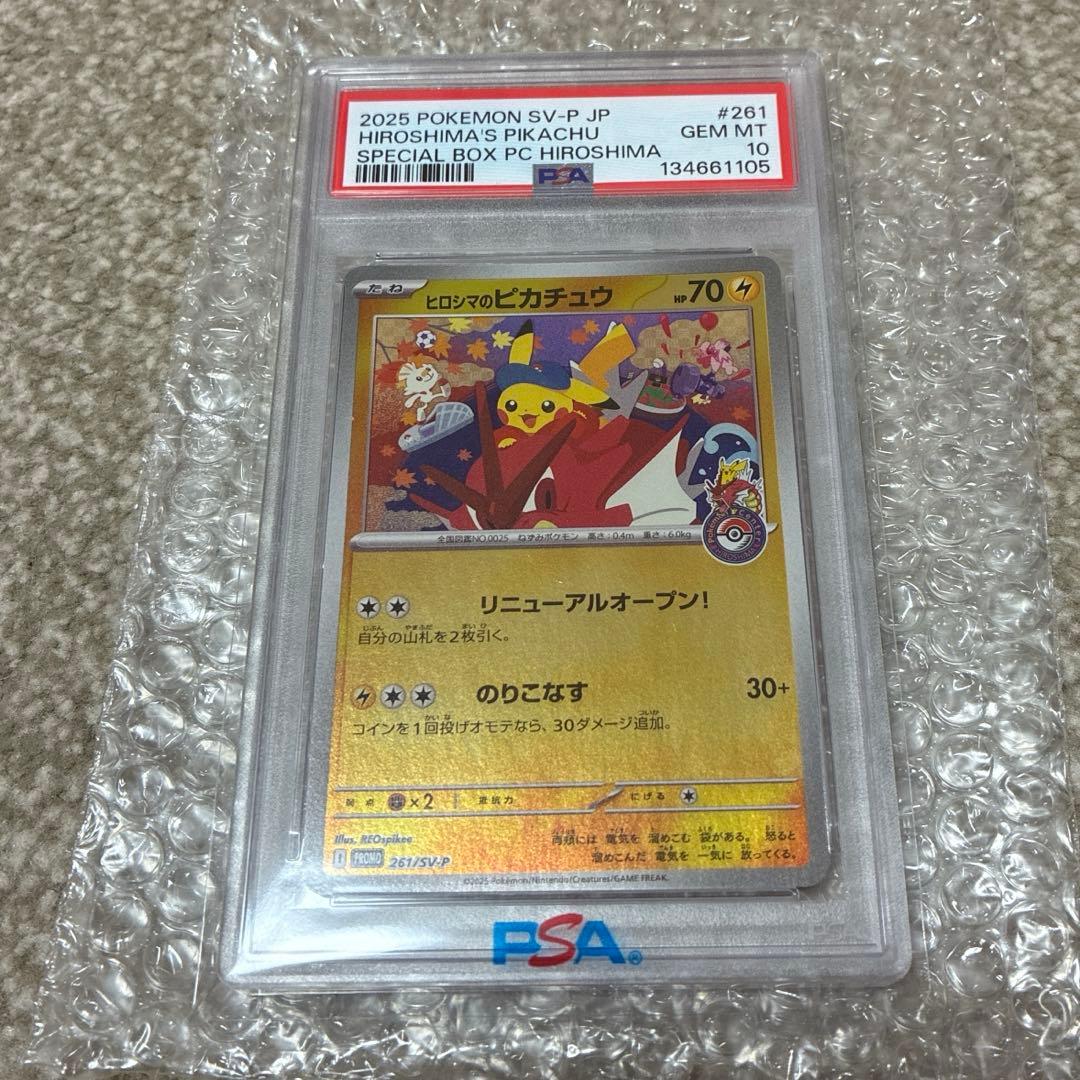 2025 POKEMON SV-P JP #261
HIROSHIMA'S PIKACHU GEM MT
SPECIAL BOX PC HIROSHIMA 10
134661105
PSA
たね ヒロシマのピカチュウ HP70
Pokémon Center HIROSHIMA
全国図鑑NO.0025 ねずみポケモン 高さ:0.4m 重さ:6.0kg
リニューアルオープン!
自分の山札を2枚引く。
のりこなす 30+
コインを1回投げオモテなら、30ダメージ追加。
弱点 ×2 抵抗力 にげる
Illus. REOspikee
両頬には 電気を 溜めこむ 袋がある。 怒ると
溜めこんだ 電気を 一気に 放ってくる。
I PROMO 261/SV-P
©2025 Pokémon/Nintendo/Creatures/GAME FREAK.
PSA®